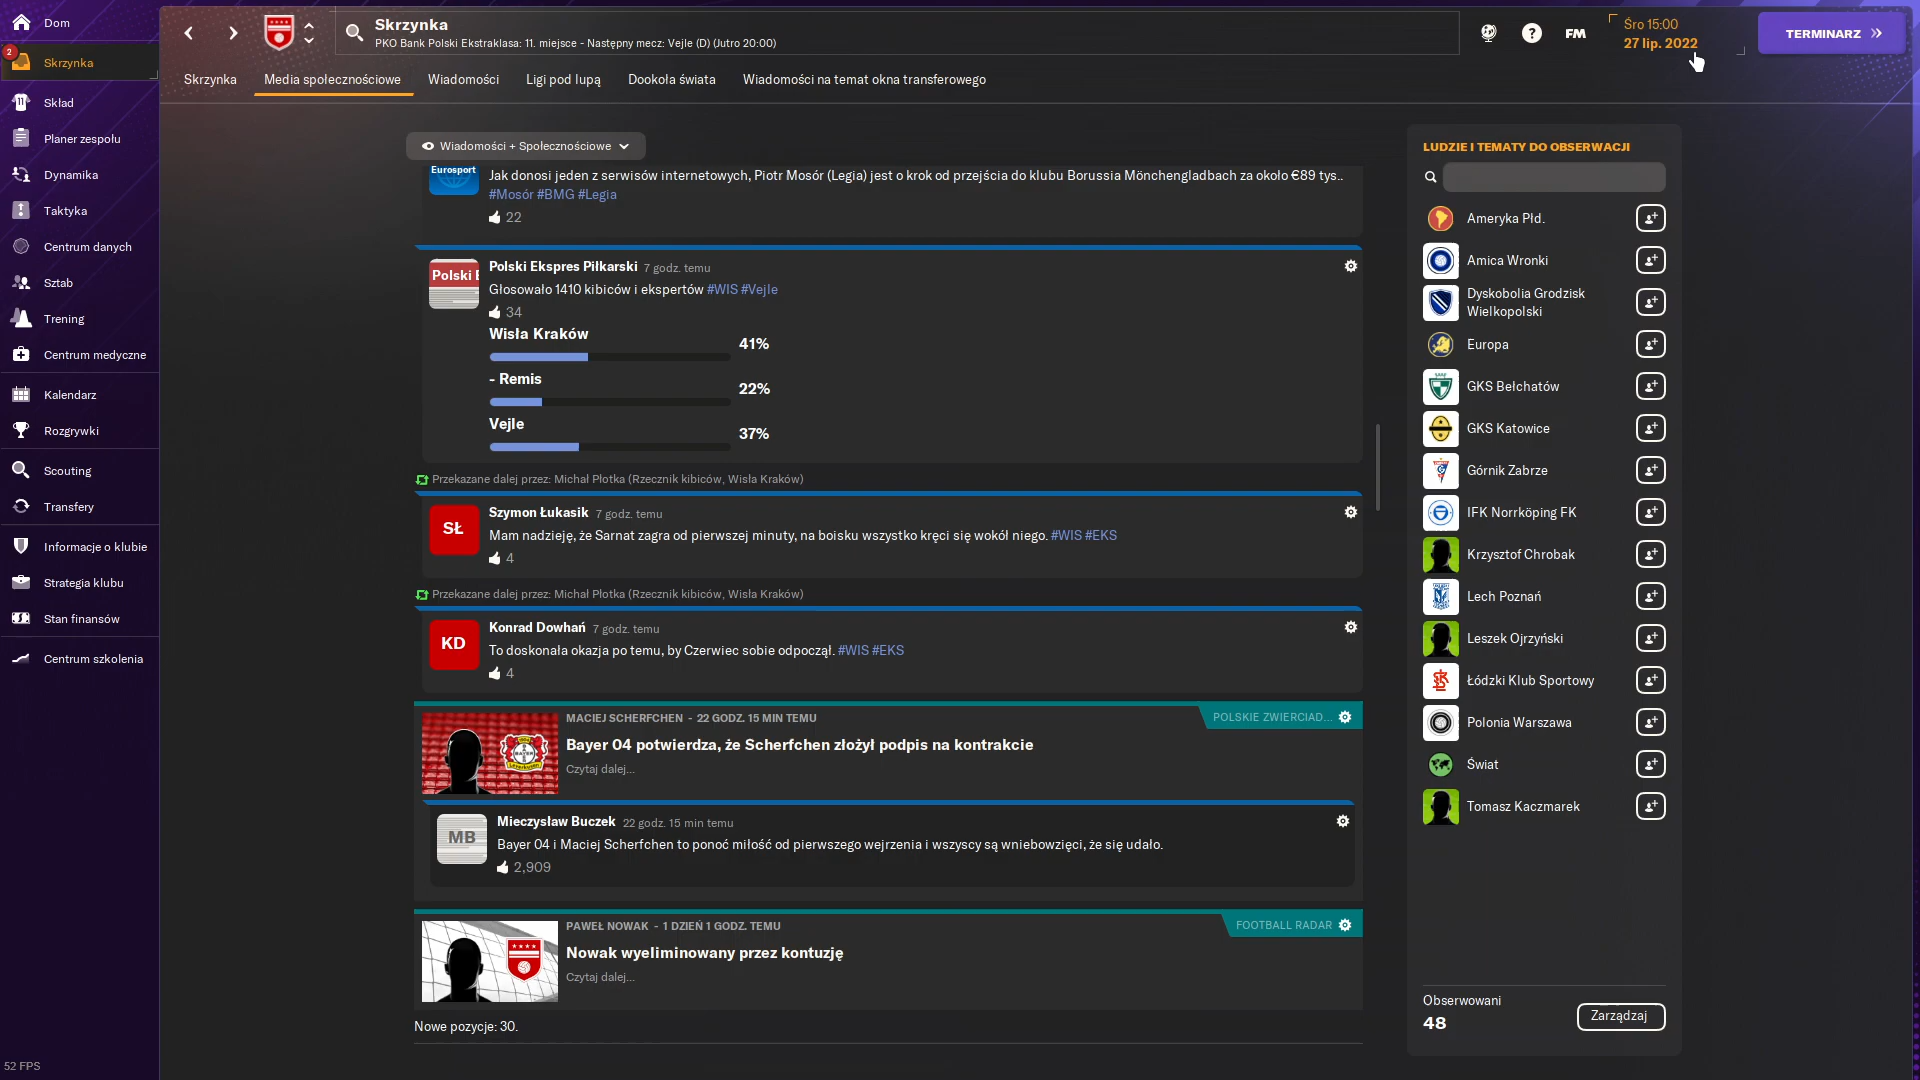 Dom
2
Skrzynka
Skład
Planer zespołu
Dynamika
Taktyka
Centrum danych
Sztab
Trening
Centrum medyczne
Kalendarz
Rozgrywki
Scouting
Transfery
Informacje o klubie
Strategia klubu
Stan finansów
Centrum szkolenia
52 FPS
Skrzynka
PKO Bank Polski Ekstraklasa: 11. miejsce - Następny mecz: Vejle (D) (Jutro 20:00)
FM
Śro 15:00
27 lip. 2022
TERMINARZ
Skrzynka Media społecznościowe Wiadomości Ligi pod lupą Dookoła świata Wiadomości na temat okna transferowego
Wiadomości + Społecznościowe
Eurosport
Jak donosi jeden z serwisów internetowych, Piotr Mosór (Legia) jest o krok od przejścia do klubu Borussia Mönchengladbach za około €89 tys..
#Mosór #BMG #Legia
22
Polski E
Polski Ekspres Piłkarski 7 godz. temu
Głosowało 1410 kibiców i ekspertów #WIS #Vejle
34
Wisła Kraków
41%
- Remis
22%
Vejle
37%
Przekazane dalej przez: Michał Płotka (Rzecznik kibiców, Wisła Kraków)
SŁ
Szymon Łukasik 7 godz. temu
Mam nadzieję, że Sarnat zagra od pierwszej minuty, na boisku wszystko kręci się wokół niego. #WIS #EKS
4
Przekazane dalej przez: Michał Płotka (Rzecznik kibiców, Wisła Kraków)
KD
Konrad Dowhań 7 godz. temu
To doskonała okazja po temu, by Czerwiec sobie odpoczął. #WIS #EKS
4
MACIEJ SCHERFCHEN - 22 GODZ. 15 MIN TEMU
POLSKIE ZWIERCIAD...
Bayer 04 potwierdza, że Scherfchen złożył podpis na kontrakcie
Czytaj dalej...
MB
Mieczysław Buczek 22 godz. 15 min temu
Bayer 04 i Maciej Scherfchen to ponoć miłość od pierwszego wejrzenia i wszyscy są wniebowzięci, że się udało.
2,909
PAWEŁ NOWAK - 1 DZIEŃ 1 GODZ. TEMU
FOOTBALL RADAR
Nowak wyeliminowany przez kontuzję
Czytaj dalej...
Nowe pozycje: 30.
LUDZIE I TEMATY DO OBSERWACJI
Ameryka Płd.
Amica Wronki
Dyskobolia Grodzisk
Wielkopolski
Europa
GKS Bełchatów
GKS Katowice
Górnik Zabrze
IFK Norrköping FK
Krzysztof Chrobak
Lech Poznań
Leszek Ojrzyński
Łódzki Klub Sportowy
Polonia Warszawa
Świat
Tomasz Kaczmarek
Obserwowani
48
Zarządzaj